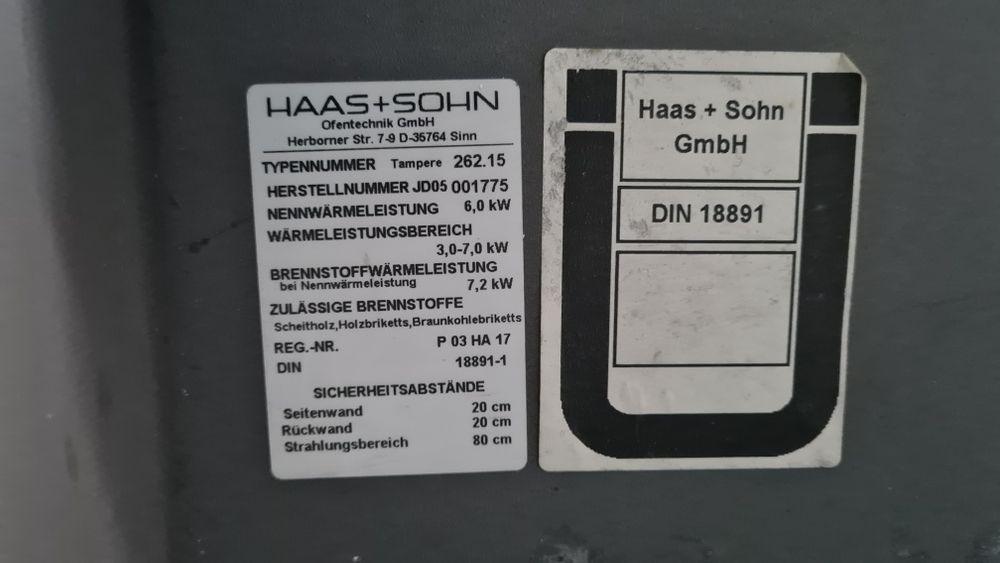 HAAS+SOHN
Ofentechnik GmbH
Herborner Str. 7-9 D-35764 Sinn
TYPENNUMMER Tampere 262.15
HERSTELLNUMMER JD05 001775
NENNWÄRMELEISTUNG 6,0 kW
WÄRMELEISTUNGSBEREICH
3,0-7,0 kW
BRENNSTOFFWÄRMELEISTUNG
bei Nennwärmeleistung 7,2 kW
ZULÄSSIGE BRENNSTOFFE
Scheitholz,Holzbriketts,Braunkohlebriketts
REG.-NR. P 03 HA 17
DIN 18891-1
SICHERHEITSABSTÄNDE
Seitenwand 20 cm
Rückwand 20 cm
Strahlungsbereich 80 cm
Haas + Sohn
GmbH
DIN 18891